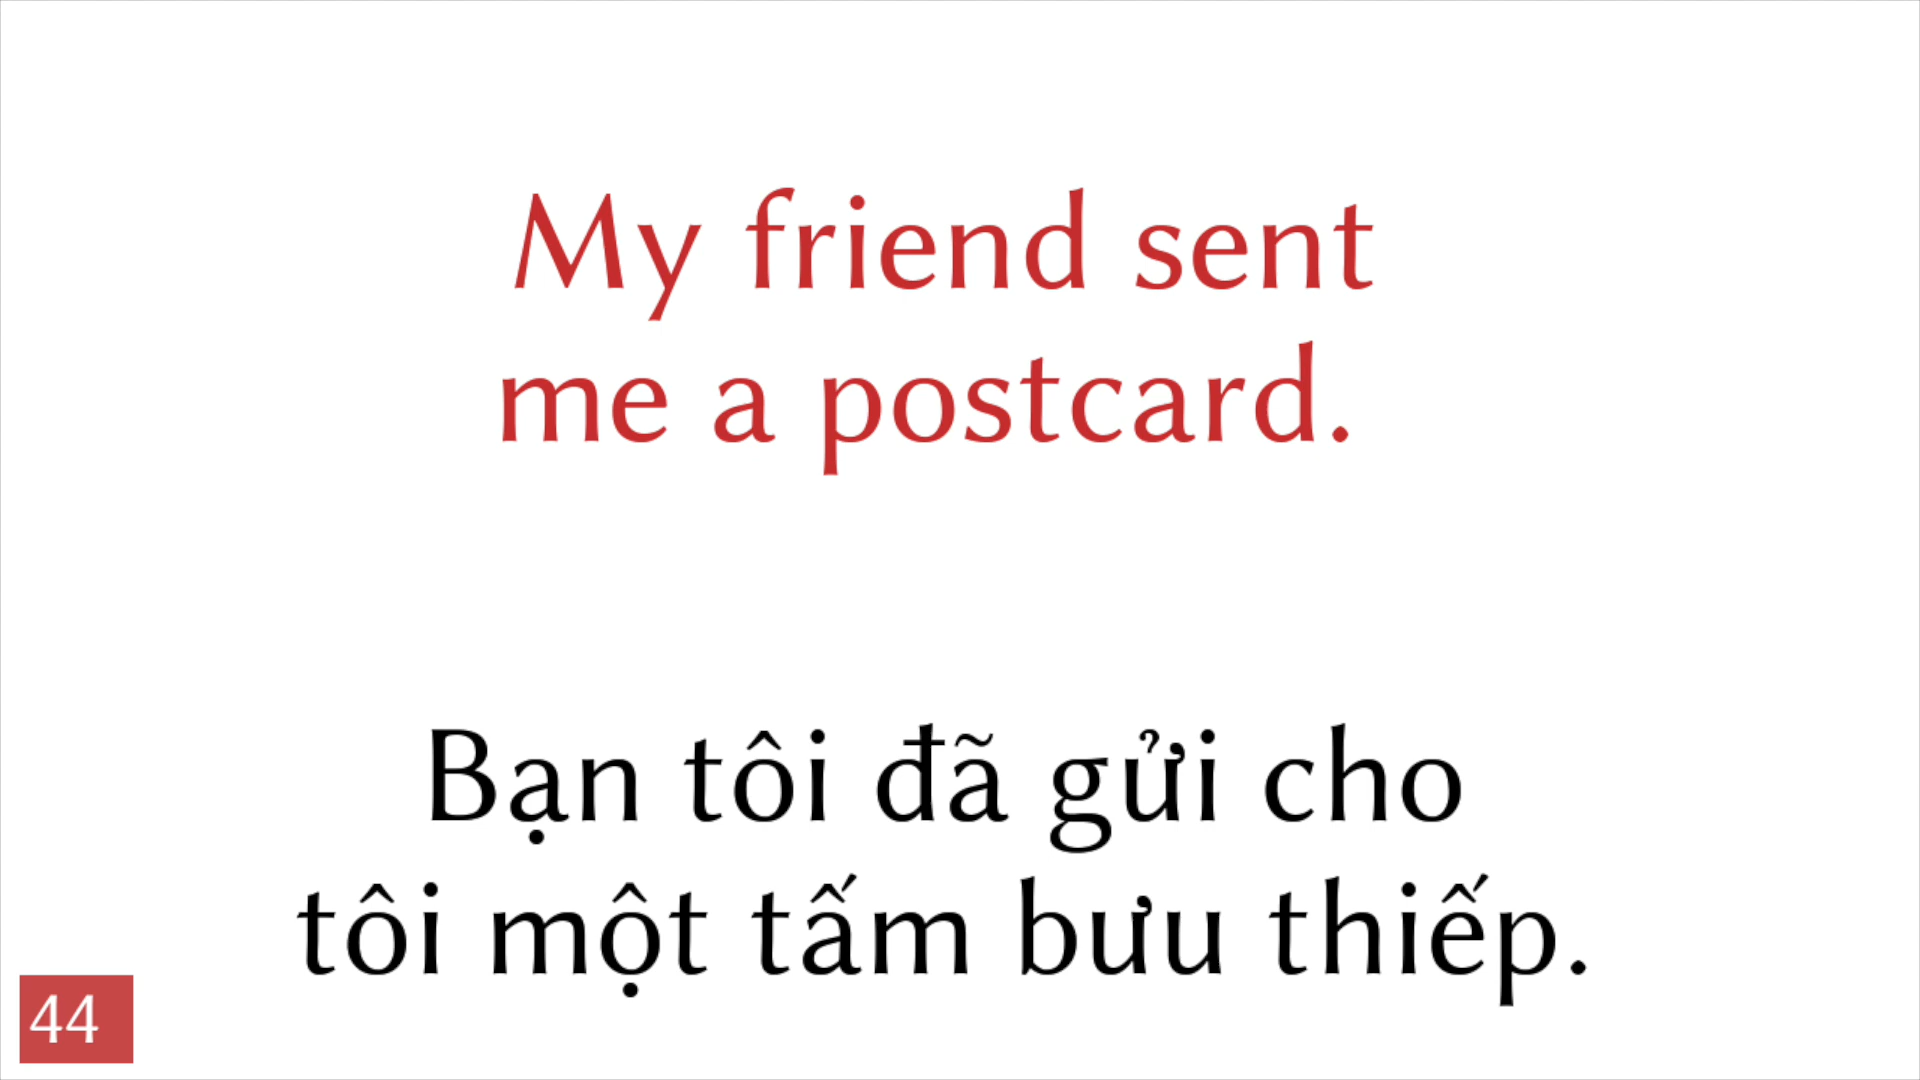 My friend sent
me a postcard.
Bạn tôi đã gửi cho
tôi một tấm bưu thiếp.
44